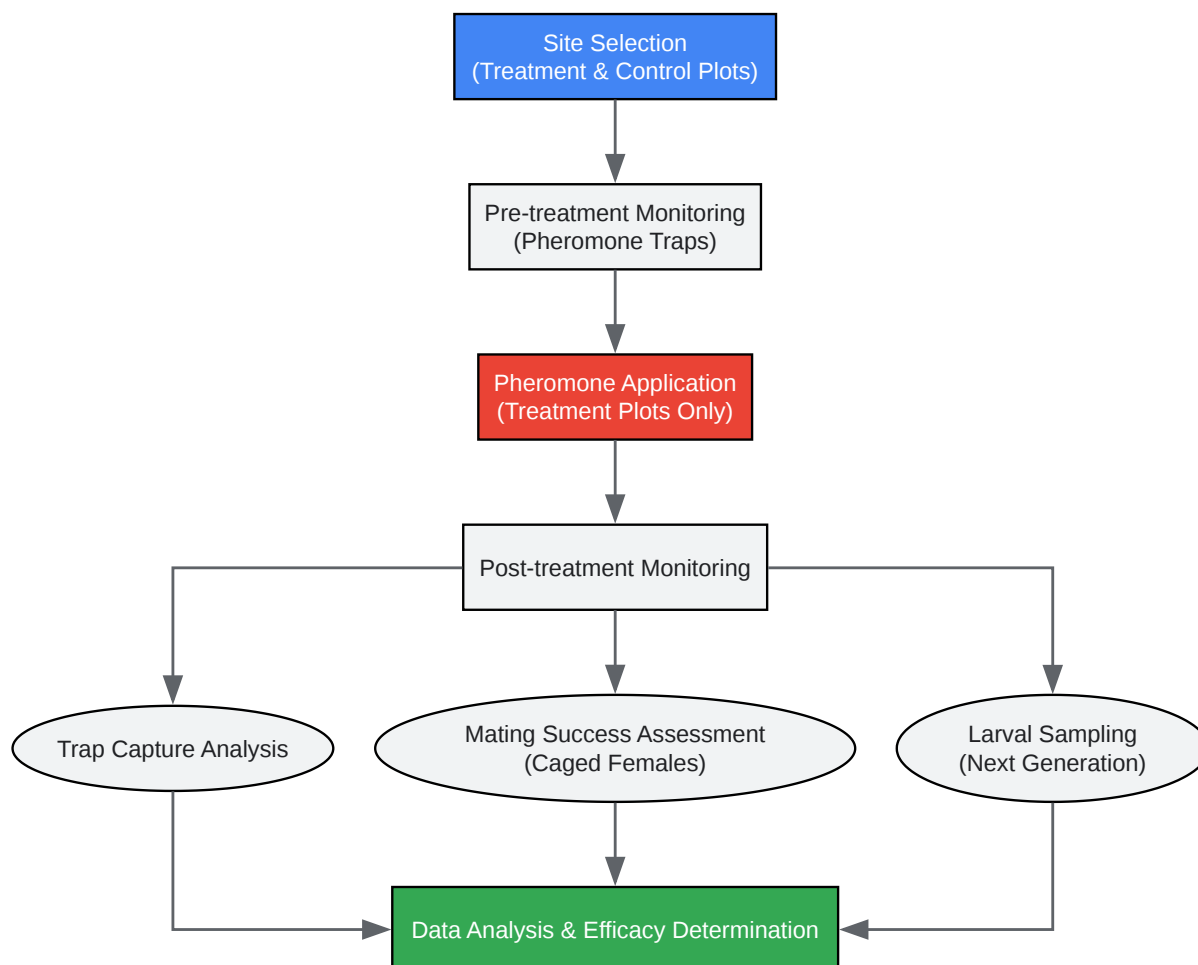 Site Selection
(Treatment & Control Plots)
Pre-treatment Monitoring
(Pheromone Traps)
Pheromone Application
(Treatment Plots Only)
Post-treatment Monitoring
Trap Capture Analysis
Mating Success Assessment
(Caged Females)
Larval Sampling
(Next Generation)
Data Analysis & Efficacy Determination